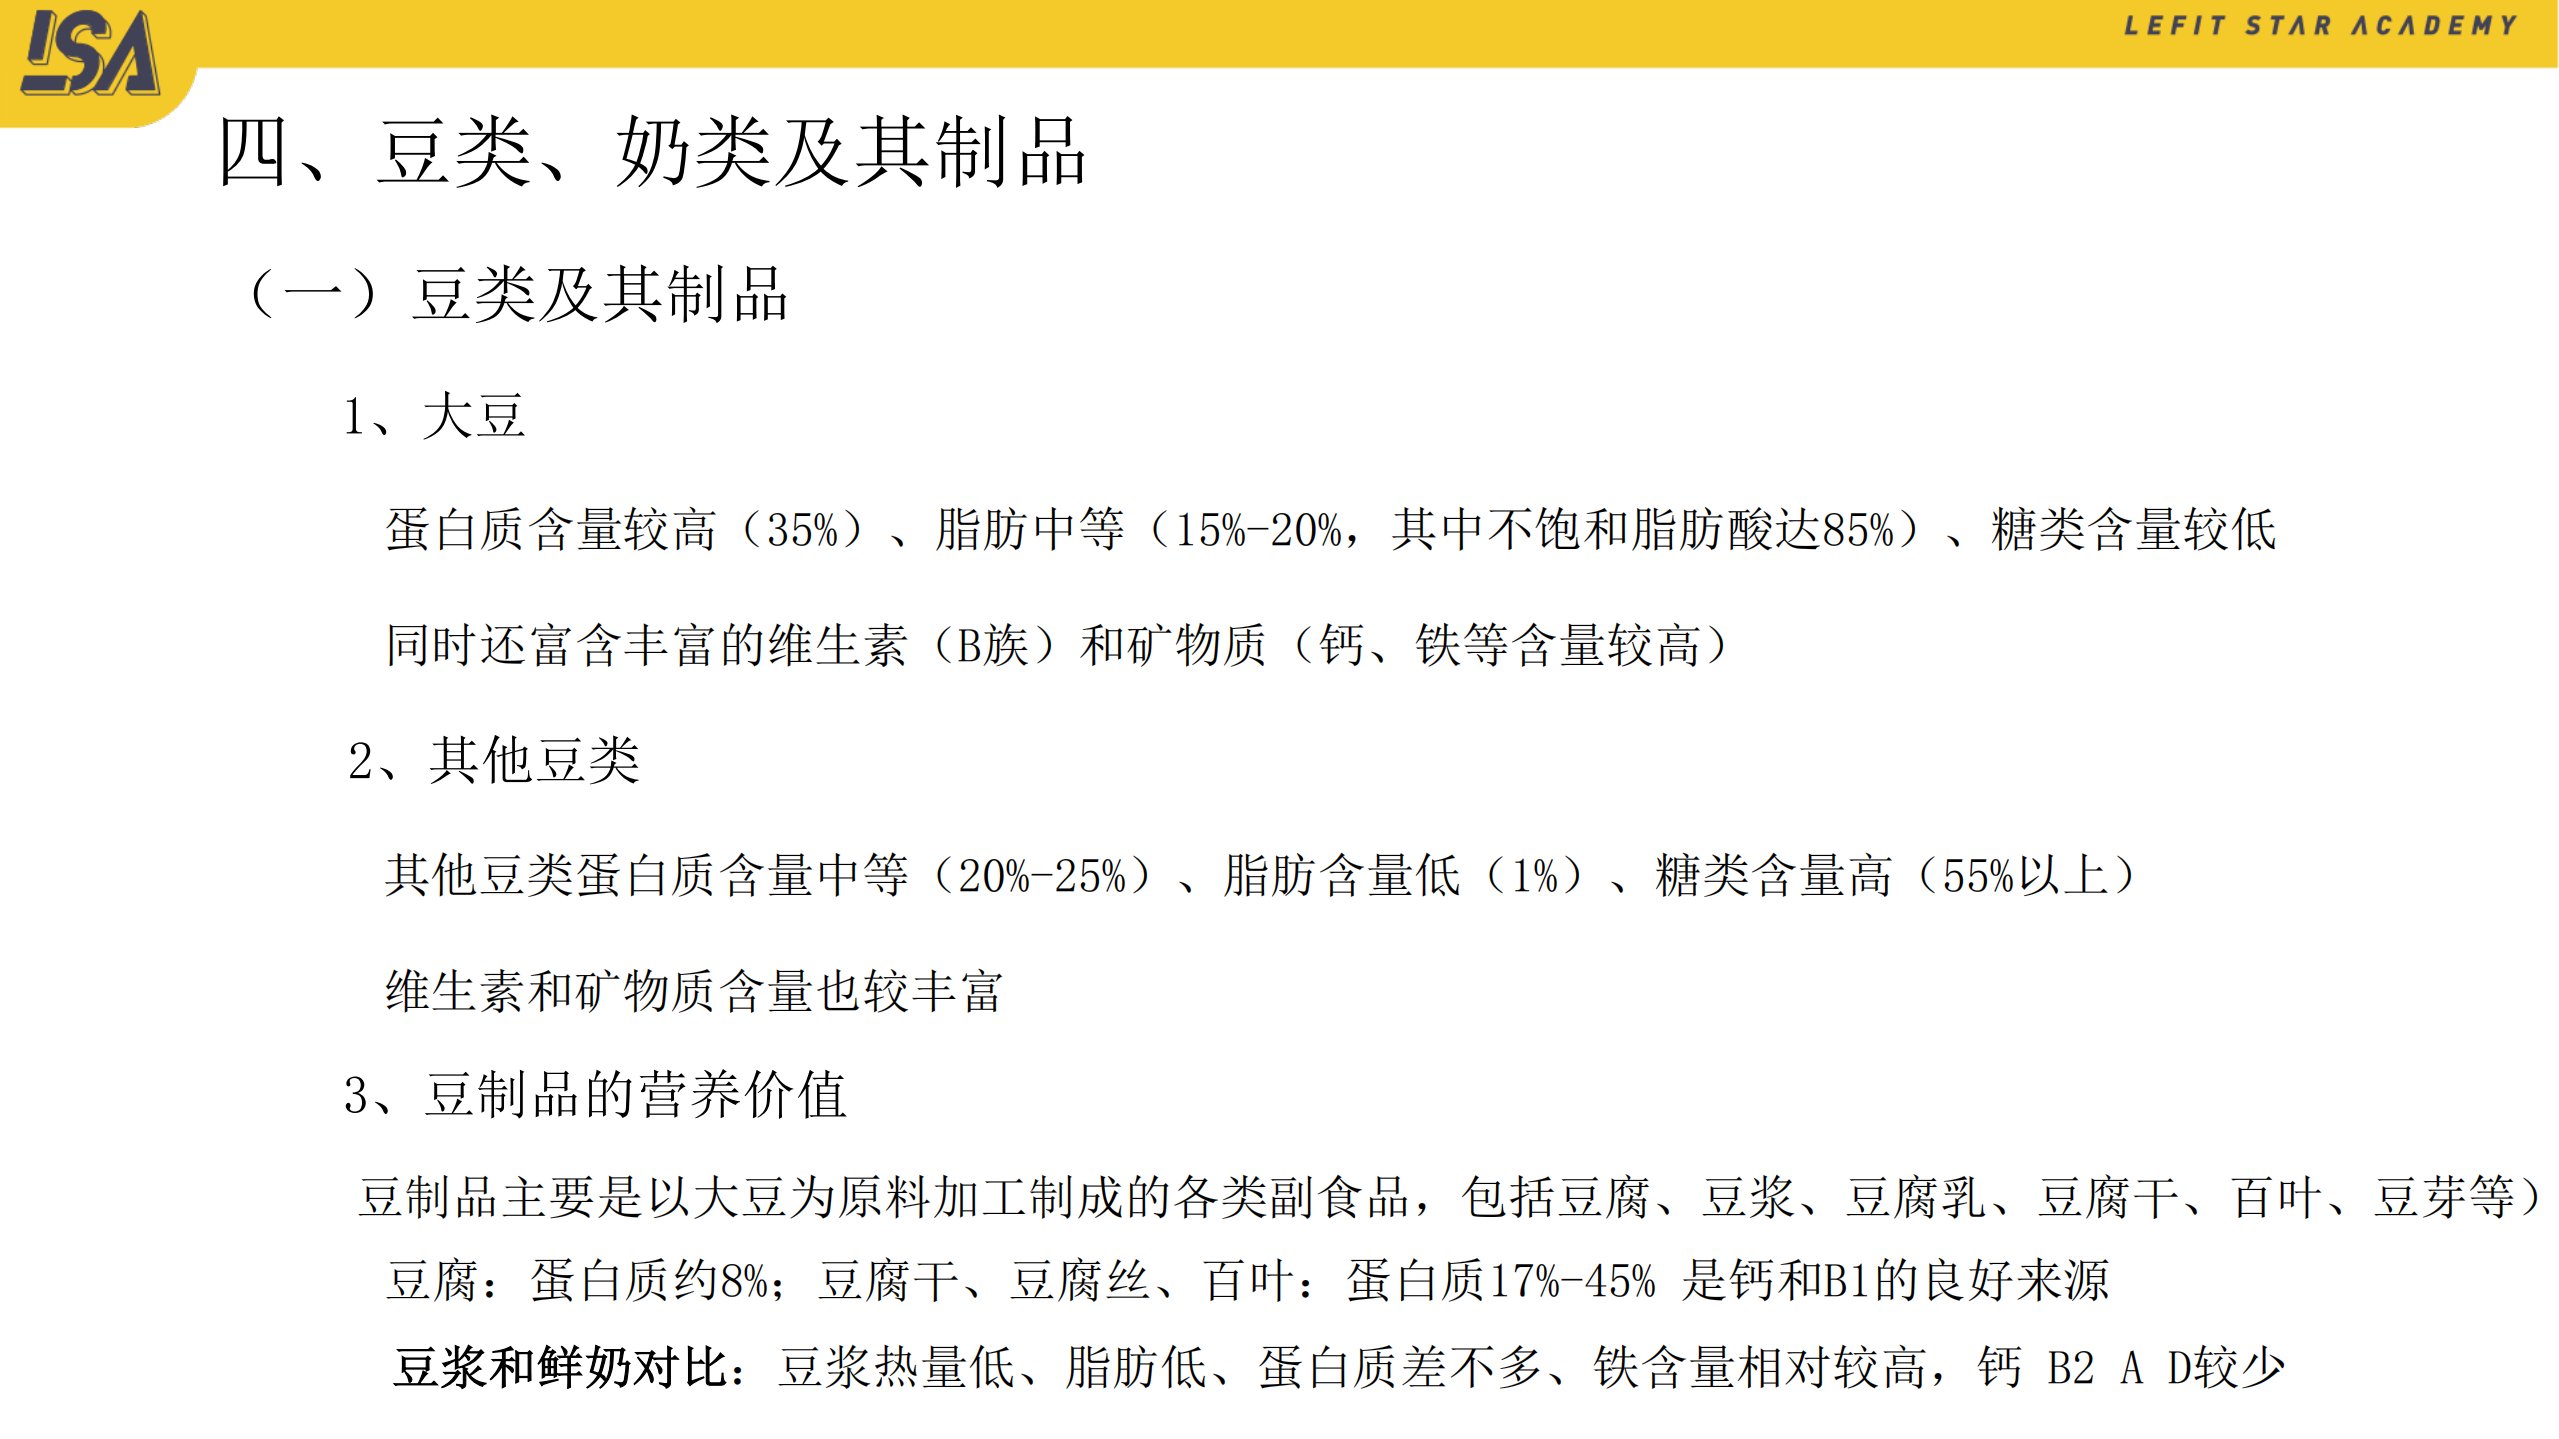 LSA
LEFIT STAR ACADEMY
四、豆类、奶类及其制品
（一）豆类及其制品
1、大豆
蛋白质含量较高（35%）、脂肪中等（15%-20%，其中不饱和脂肪酸达85%）、糖类含量较低
同时还富含丰富的维生素（B族）和矿物质（钙、铁等含量较高）
2、其他豆类
其他豆类蛋白质含量中等（20%-25%）、脂肪含量低（1%）、糖类含量高（55%以上）
维生素和矿物质含量也较丰富
3、豆制品的营养价值
豆制品主要是以大豆为原料加工制成的各类副食品，包括豆腐、豆浆、豆腐乳、豆腐干、百叶、豆芽等）
豆腐：蛋白质约8%；豆腐干、豆腐丝、百叶：蛋白质17%-45% 是钙和B1的良好来源
豆浆和鲜奶对比：豆浆热量低、脂肪低、蛋白质差不多、铁含量相对较高，钙 B2 A D较少